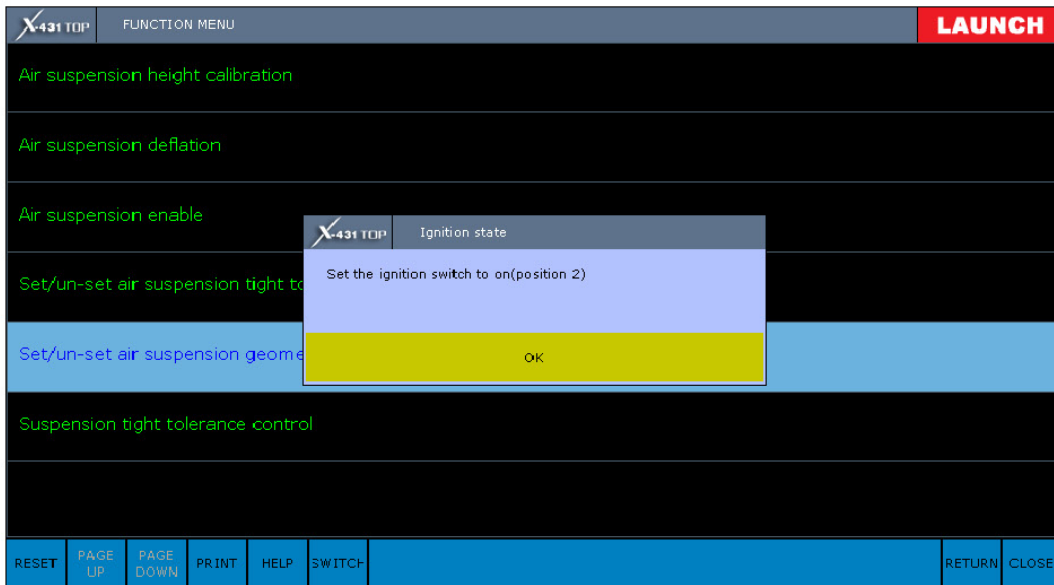 X-431 TOP FUNCTION MENU LAUNCH
Air suspension height calibration
Air suspension deflation
Air suspension enable
X-431 TOP Ignition state
Set the ignition switch to on(position 2)
Set/un-set air suspension tight
Set/un-set air suspension
OK
Suspension tight tolerance control
RESET PAGE UP PAGE DOWN PRINT HELP SWITCH RETURN CLOSE